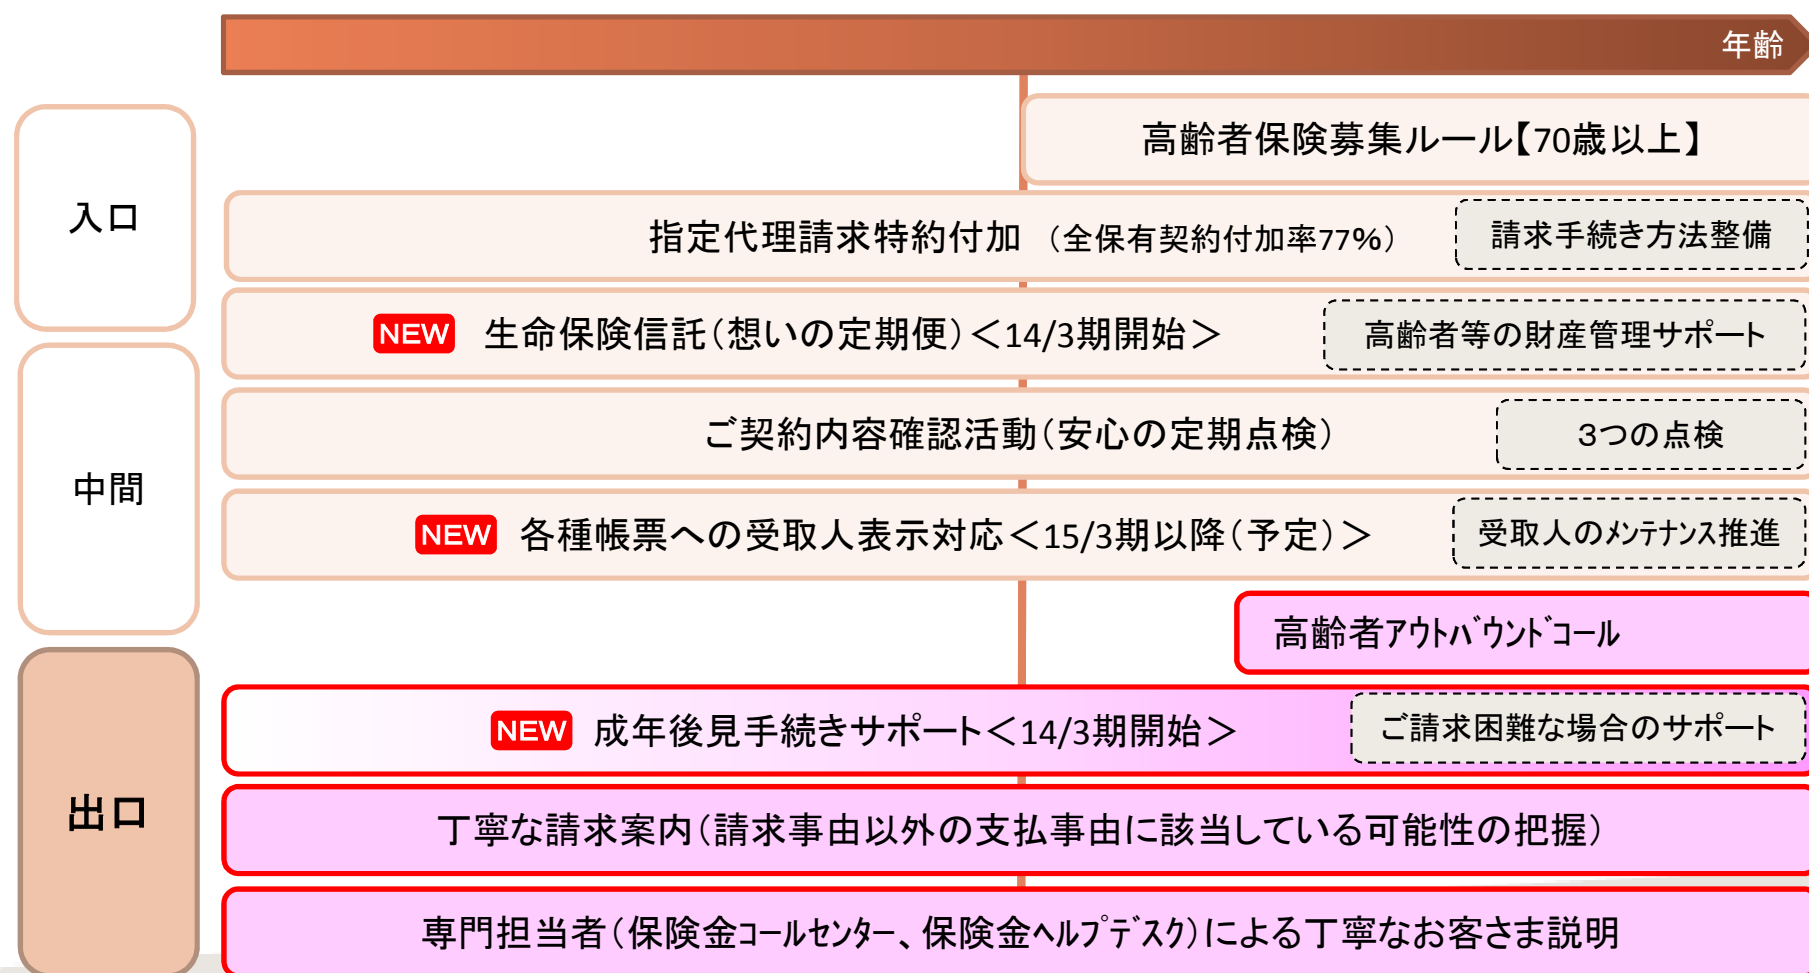 年齢
高齢者保険募集ルール【70歳以上】
入口
指定代理請求特約付加 (全保有契約付加率77%) 請求手続き方法整備
NEW 生命保険信託(想いの定期便)＜14/3期開始＞ 高齢者等の財産管理サポート
ご契約内容確認活動(安心の定期点検) 3つの点検
中間
NEW 各種帳票への受取人表示対応＜15/3期以降(予定)＞ 受取人のﾒﾝﾃﾅﾝｽ推進
高齢者ｱｳﾄﾊﾞｳﾝﾄﾞｺｰﾙ
NEW 成年後見手続きサポート＜14/3期開始＞ ご請求困難な場合のサポート
出口
丁寧な請求案内(請求事由以外の支払事由に該当している可能性の把握)
専門担当者(保険金ｺｰﾙｾﾝﾀｰ、保険金ﾍﾙﾌﾟﾃﾞｽｸ)による丁寧なお客さま説明